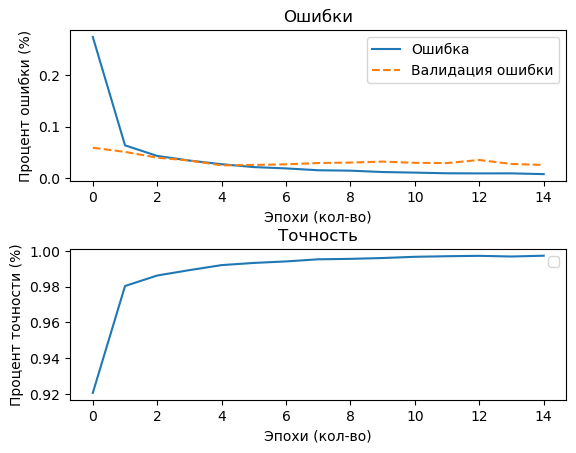 Ошибки
Процент ошибки (%)
0.2
0.1
0.0
Ошибка
Валидация ошибки
0 2 4 6 8 10 12 14
Эпохи (кол-во)
Точность
Процент точности (%)
1.00
0.98
0.96
0.94
0.92
0 2 4 6 8 10 12 14
Эпохи (кол-во)